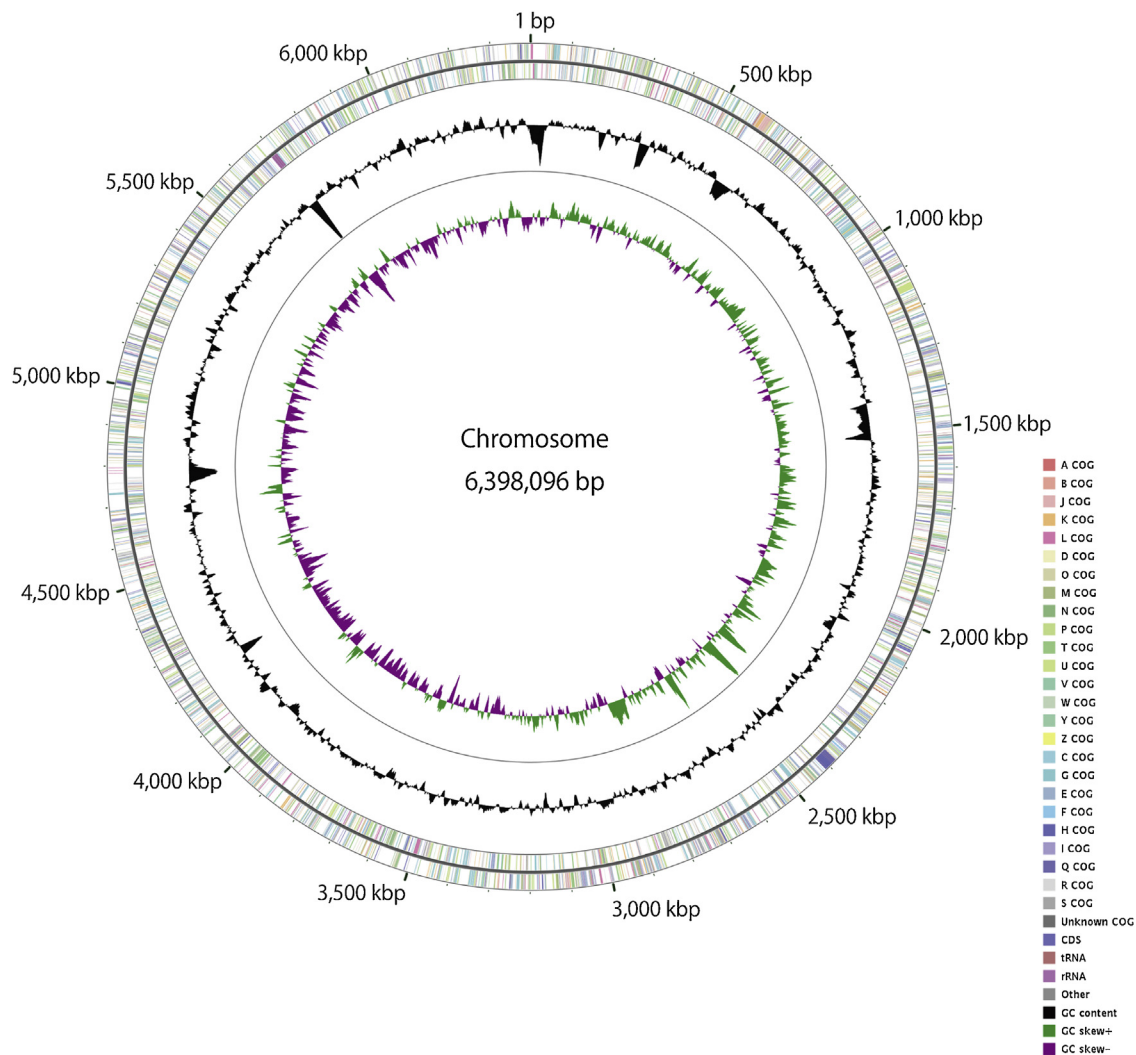 1 bp
6,000 kbp
500 kbp
5,500 kbp
1,000 kbp
5,000 kbp
1,500 kbp
Chromosome
6,398,096 bp
4,500 kbp
2,000 kbp
4,000 kbp
2,500 kbp
3,500 kbp
3,000 kbp
A COG
B COG
J COG
K COG
L COG
D COG
O COG
M COG
N COG
P COG
T COG
U COG
V COG
W COG
Y COG
Z COG
C COG
G COG
E COG
F COG
H COG
I COG
Q COG
R COG
S COG
Unknown COG
CDS
tRNA
rRNA
Other
GC content
GC skew+
GC skew-